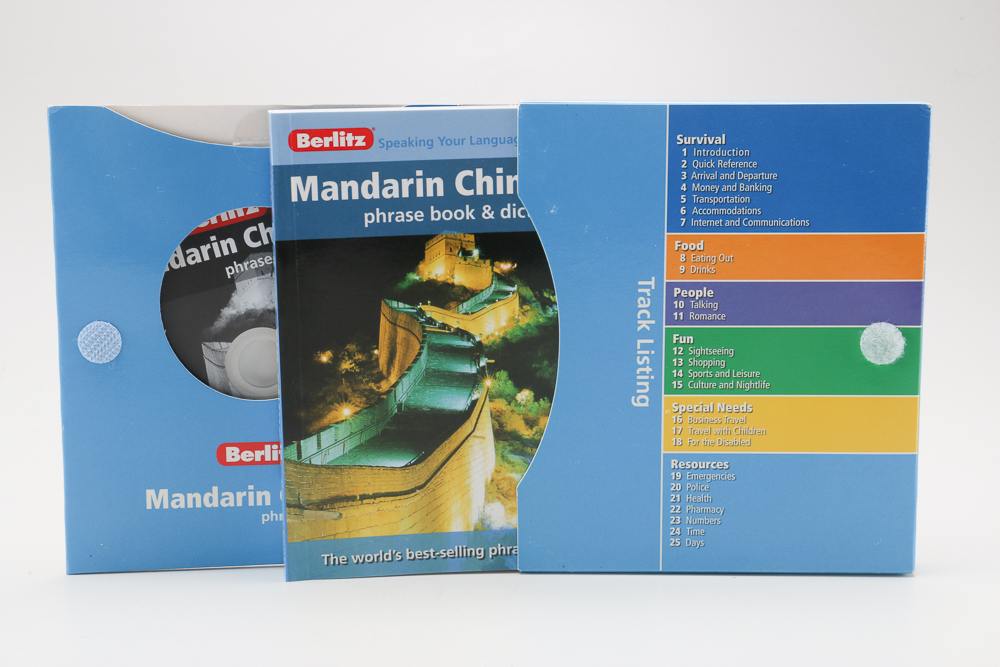 Berlitz
darin Ch
phrase
Berli
Mandarin
phr
Berlitz®
Speaking Your Languag
Mandarin Chin
phrase book & dic
The world's best-selling phra
Track Listing
Survival
1 Introduction
2 Quick Reference
3 Arrival and Departure
4 Money and Banking
5 Transportation
6 Accommodations
7 Internet and Communications
Food
8 Eating Out
9 Drinks
People
10 Talking
11 Romance
Fun
12 Sightseeing
13 Shopping
14 Sports and Leisure
15 Culture and Nightlife
Special Needs
16 Business Travel
17 Travel with Children
18 For the Disabled
Resources
19 Emergencies
20 Police
21 Health
22 Pharmacy
23 Numbers
24 Time
25 Days